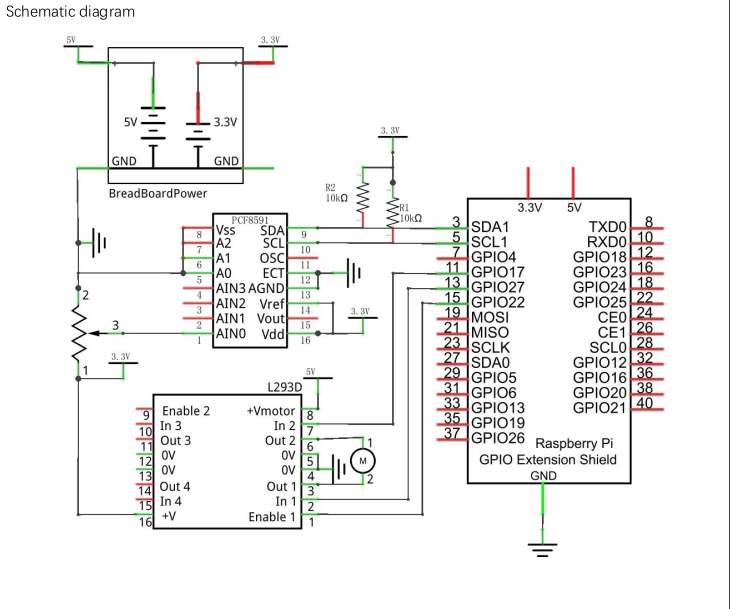 Schematic diagram
5V
3.3V
+
+
5V
3.3V
GND
GND
BreadBoardPower
3.3V
R2
10kΩ
R1
10kΩ
PCF8591
Vss
SDA
8
9
A2
SCL
7
10
A1
OSC
6
11
A0
ECT
5
12
AIN3
AGND
4
13
AIN2
Vref
3
14
AIN1
Vout
2
15
AIN0
Vdd
1
16
3.3V
2
3
1
3.3V
5V
L293D
Enable 2
+Vmotor
9
8
In 3
In 2
10
7
Out 3
Out 2
11
6
0V
0V
12
5
0V
0V
13
4
Out 4
Out 1
14
3
In 4
In 1
15
2
+V
Enable 1
16
1
1
M
2
3.3V
5V
3
SDA1
TXD0
8
5
SCL1
RXD0
10
7
GPIO4
GPIO18
12
11
GPIO17
GPIO23
16
13
GPIO27
GPIO24
18
15
GPIO22
GPIO25
22
19
MOSI
CE0
24
21
MISO
CE1
26
23
SCLK
SCL0
28
27
SDA0
GPIO12
32
29
GPIO5
GPIO16
36
31
GPIO6
GPIO20
38
33
GPIO13
GPIO21
40
35
GPIO19
37
GPIO26
Raspberry Pi
GPIO Extension Shield
GND